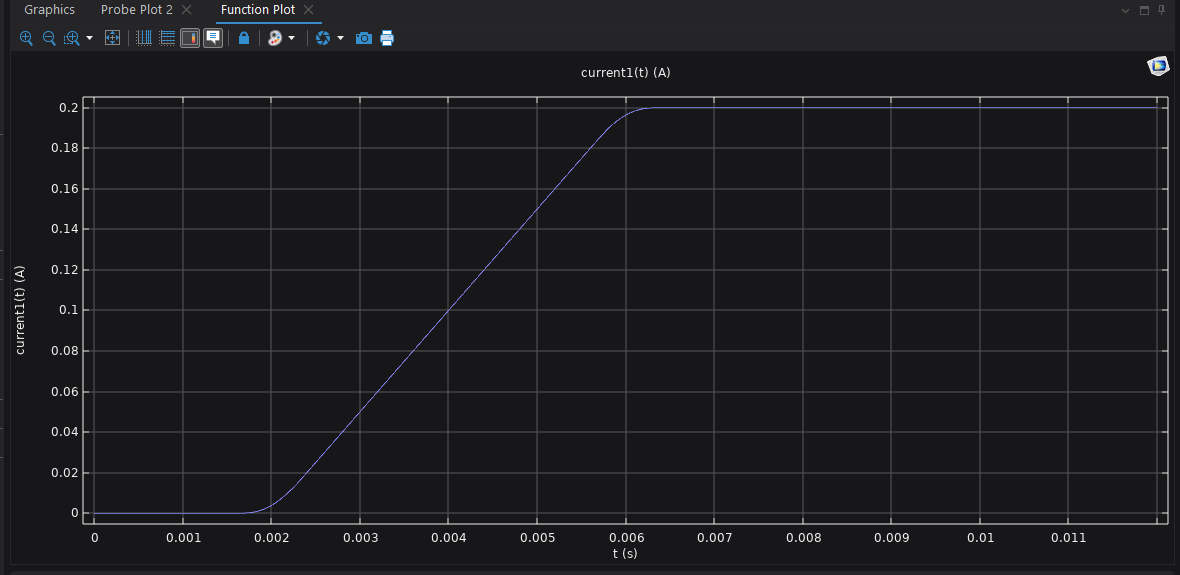 Graphics Probe Plot 2 Function Plot
current1(t) (A)
current1(t) (A)
0.2
0.18
0.16
0.14
0.12
0.1
0.08
0.06
0.04
0.02
0
0 0.001 0.002 0.003 0.004 0.005 0.006 0.007 0.008 0.009 0.01 0.011
t (s)